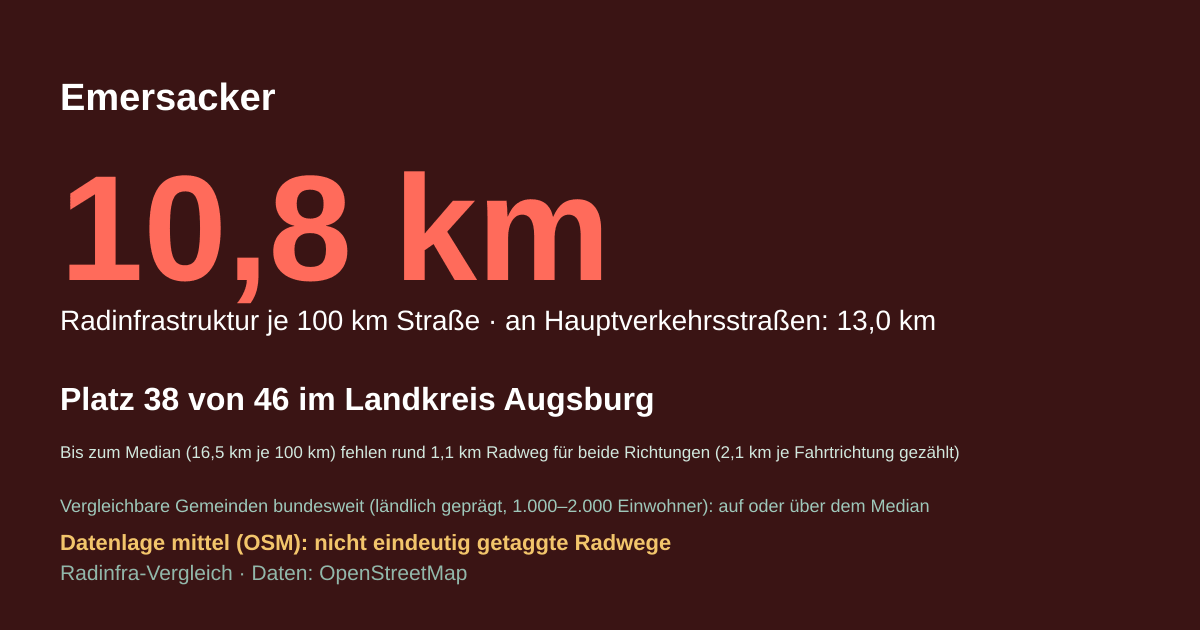 Emersacker
10,8 km
Radinfrastruktur je 100 km Straße · an Hauptverkehrsstraßen: 13,0 km
Platz 38 von 46 im Landkreis Augsburg
Bis zum Median (16,5 km je 100 km) fehlen rund 1,1 km Radweg für beide Richtungen (2,1 km je Fahrtrichtung gezählt)
Vergleichbare Gemeinden bundesweit (ländlich geprägt, 1.000–2.000 Einwohner): auf oder über dem Median
Datenlage mittel (OSM): nicht eindeutig getaggte Radwege
Radinfra-Vergleich · Daten: OpenStreetMap